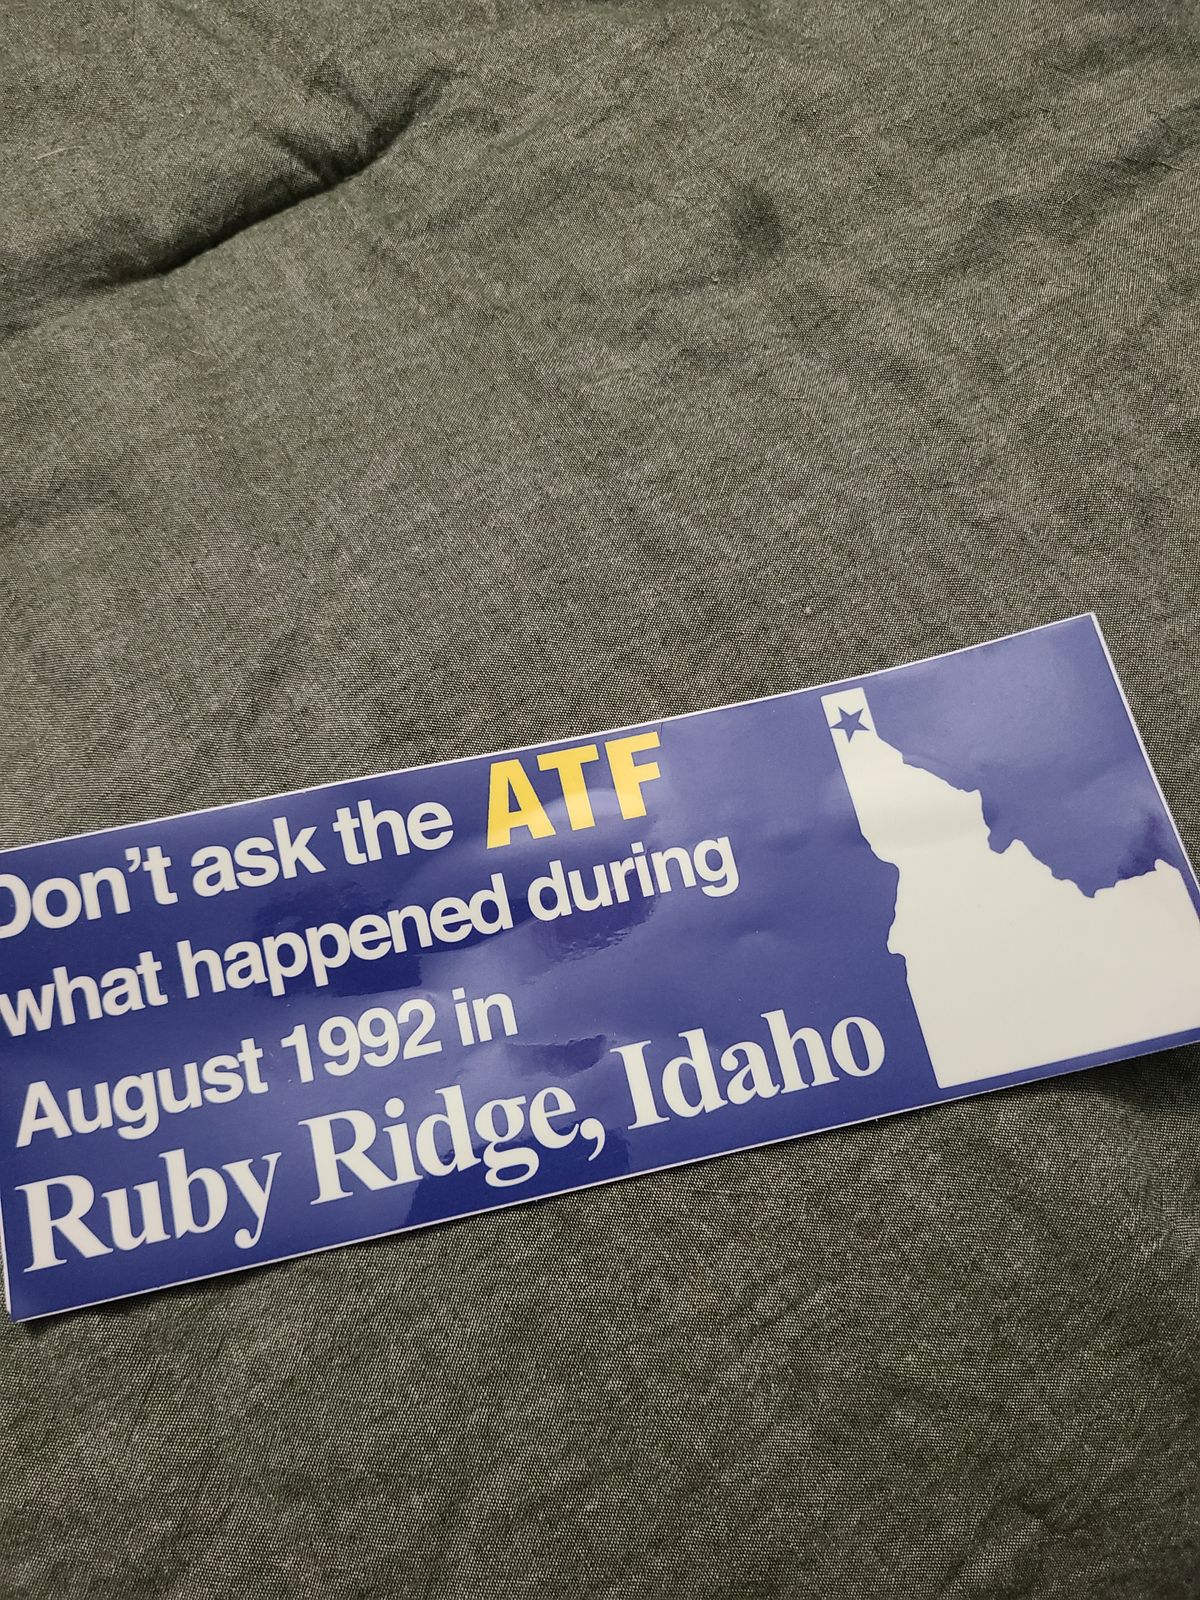 Don't ask the ATF
what happened during
August 1992 in
Ruby Ridge, Idaho